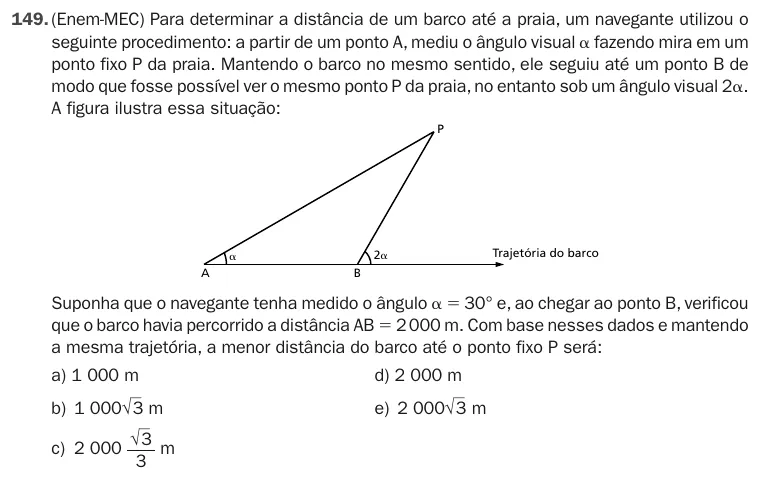 149. (Enem-MEC) Para determinar a distância de um barco até a praia, um navegante utilizou o
seguinte procedimento: a partir de um ponto A, mediu o ângulo visual α fazendo mira em um
ponto fixo P da praia. Mantendo o barco no mesmo sentido, ele seguiu até um ponto B de
modo que fosse possível ver o mesmo ponto P da praia, no entanto sob um ângulo visual 2α.
A figura ilustra essa situação:
P
α
2α
Trajetória do barco
A
B
Suponha que o navegante tenha medido o ângulo α = 30° e, ao chegar ao ponto B, verificou
que o barco havia percorrido a distância AB = 2 000 m. Com base nesses dados e mantendo
a mesma trajetória, a menor distância do barco até o ponto fixo P será:
a) 1 000 m
d) 2 000 m
b) 1 000√3 m
e) 2 000√3 m
c) 2 000 √3/3 m